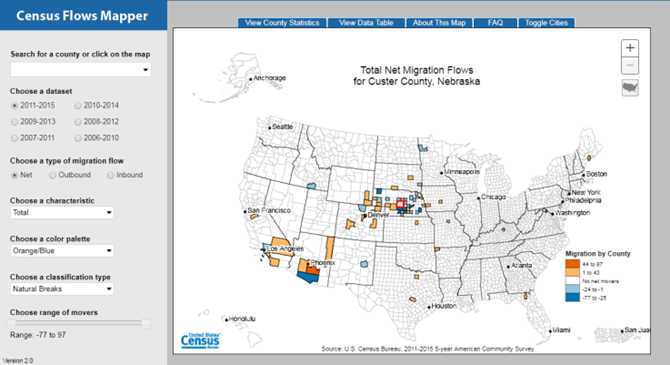 Census Flows Mapper
View County Statistics
View Data Table
About This Map
FAQ
Toggle Cities
Search for a county or click on the map
Choose a dataset
2011-2015
2010-2014
2009-2013
2008-2012
2007-2011
2006-2010
Choose a type of migration flow
Net
Outbound
Inbound
Choose a characteristic
Total
Choose a color palette
Orange/Blue
Choose a classification type
Natural Breaks
Choose range of movers
Range: -77 to 97
Version 2.0
Total Net Migration Flows
for Custer County, Nebraska
+
−
Anchorage
Seattle
Minneapolis
Boston
New York
Philadelphia
Chicago
Washington
San Francisco
Denver
Los Angeles
Phoenix
Atlanta
Houston
Honolulu
Miami
San Jua
Migration by County
44 to 97
1 to 43
No net movers
-24 to -1
-77 to -25
United States®
Census
Bureau
Source: U.S. Census Bureau, 2011-2015 5-year American Community Survey